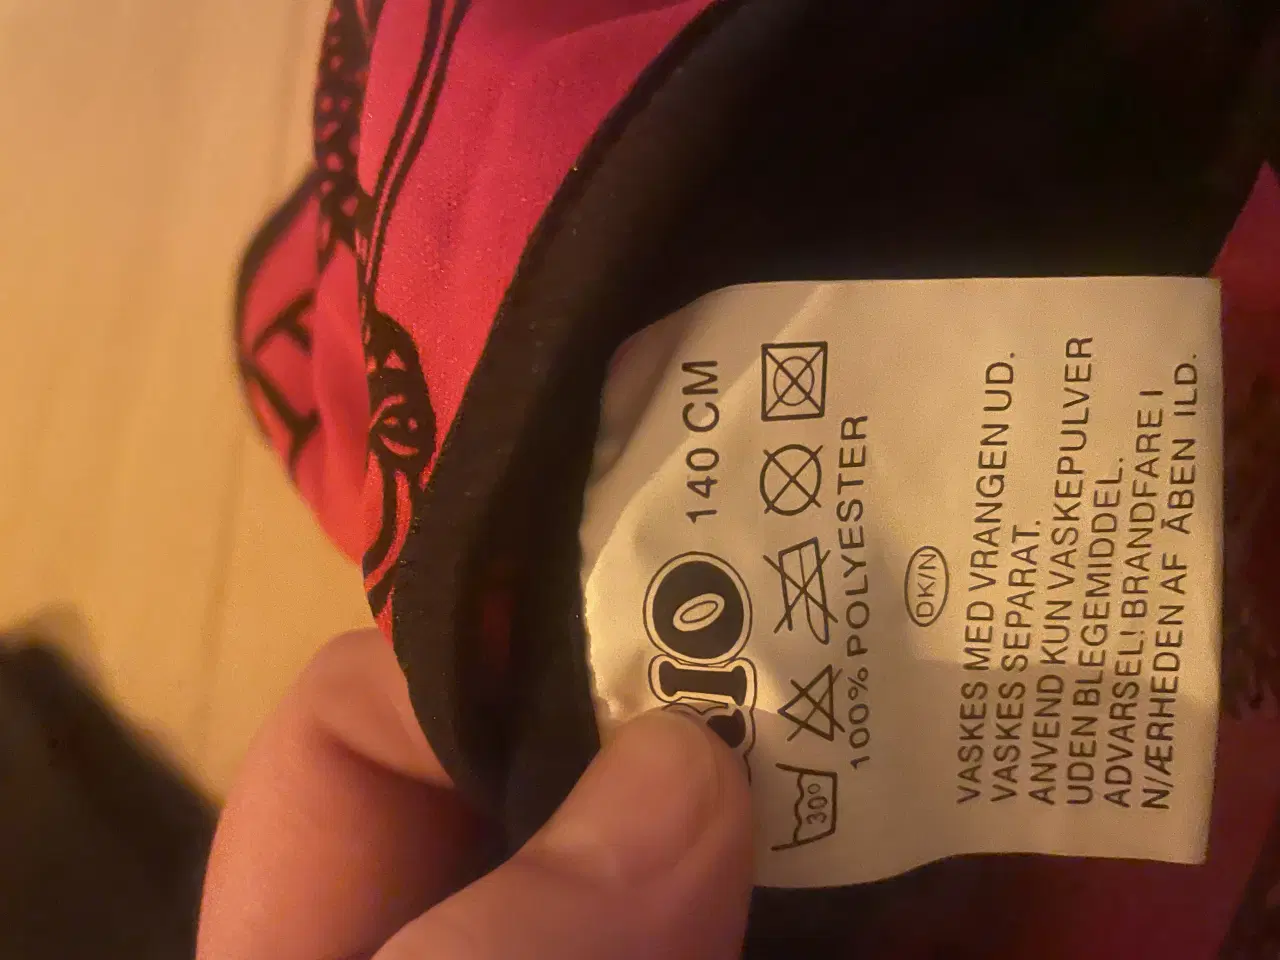 140 CM
30°
100% POLYESTER
DK/N
VASKES MED VRANGEN UD.
VASKES SEPARAT.
ANVEND KUN VASKEPULVER
UDEN BLEGEMIDDEL.
ADVARSEL! BRANDFARE I
N/ÆRHEDEN AF ÅBEN ILD.